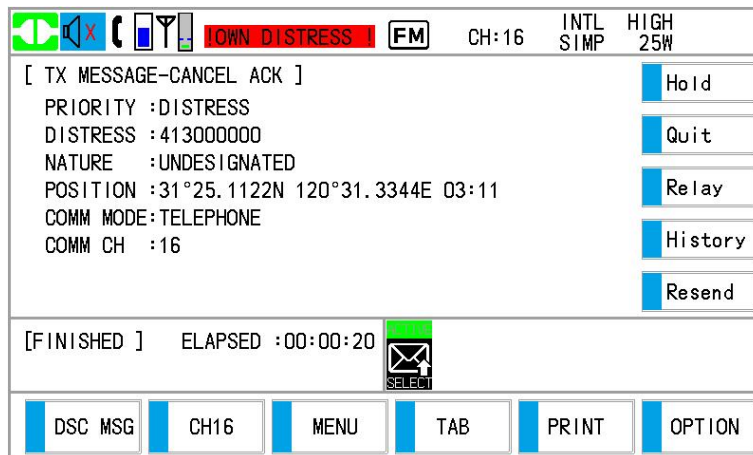 !OWN DISTRESS ! FM CH:16 INTL SIMP HIGH 25W
[ TX MESSAGE-CANCEL ACK ]
PRIORITY :DISTRESS
DISTRESS :413000000
NATURE :UNDESIGNATED
POSITION :31°25.1122N 120°31.3344E 03:11
COMM MODE:TELEPHONE
COMM CH :16
Hold
Quit
Relay
History
Resend
[FINISHED ] ELAPSED :00:00:20
SELECT
DSC MSG CH16 MENU TAB PRINT OPTION